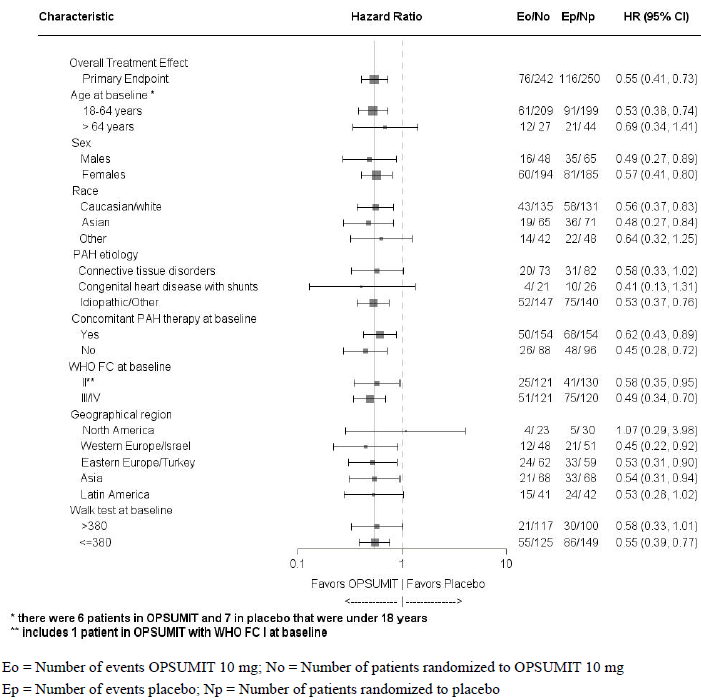 Characteristic Hazard Ratio Eo/No Ep/Np HR (95% CI)
Overall Treatment Effect
Primary Endpoint 76/242 116/250 0.55 (0.41, 0.73)
Age at baseline *
18-64 years 61/209 91/199 0.53 (0.38, 0.74)
> 64 years 12/ 27 21/ 44 0.69 (0.34, 1.41)
Sex
Males 16/ 48 35/ 65 0.49 (0.27, 0.89)
Females 60/194 81/185 0.57 (0.41, 0.80)
Race
Caucasian/white 43/135 58/131 0.56 (0.37, 0.83)
Asian 19/ 65 36/ 71 0.48 (0.27, 0.84)
Other 14/ 42 22/ 48 0.64 (0.32, 1.25)
PAH etiology
Connective tissue disorders 20/ 73 31/ 82 0.58 (0.33, 1.02)
Congenital heart disease with shunts 4/ 21 10/ 26 0.41 (0.13, 1.31)
Idiopathic/Other 52/147 75/140 0.53 (0.37, 0.76)
Concomitant PAH therapy at baseline
Yes 50/154 68/154 0.62 (0.43, 0.89)
No 26/ 88 48/ 96 0.45 (0.28, 0.72)
WHO FC at baseline
II** 25/121 41/130 0.58 (0.35, 0.95)
III/IV 51/121 75/120 0.49 (0.34, 0.70)
Geographical region
North America 4/ 23 5/ 30 1.07 (0.29, 3.98)
Western Europe/Israel 12/ 48 21/ 51 0.45 (0.22, 0.92)
Eastern Europe/Turkey 24/ 62 33/ 59 0.53 (0.31, 0.90)
Asia 21/ 68 33/ 68 0.54 (0.31, 0.94)
Latin America 15/ 41 24/ 42 0.53 (0.28, 1.02)
Walk test at baseline
>380 21/117 30/100 0.58 (0.33, 1.01)
<=380 55/125 86/149 0.55 (0.39, 0.77)
0.1 1 10
Favors OPSUMIT | Favors Placebo
<------------- ------------->
* there were 6 patients in OPSUMIT and 7 in placebo that were under 18 years
** includes 1 patient in OPSUMIT with WHO FC I at baseline
Eo = Number of events OPSUMIT 10 mg; No = Number of patients randomized to OPSUMIT 10 mg
Ep = Number of events placebo; Np = Number of patients randomized to placebo